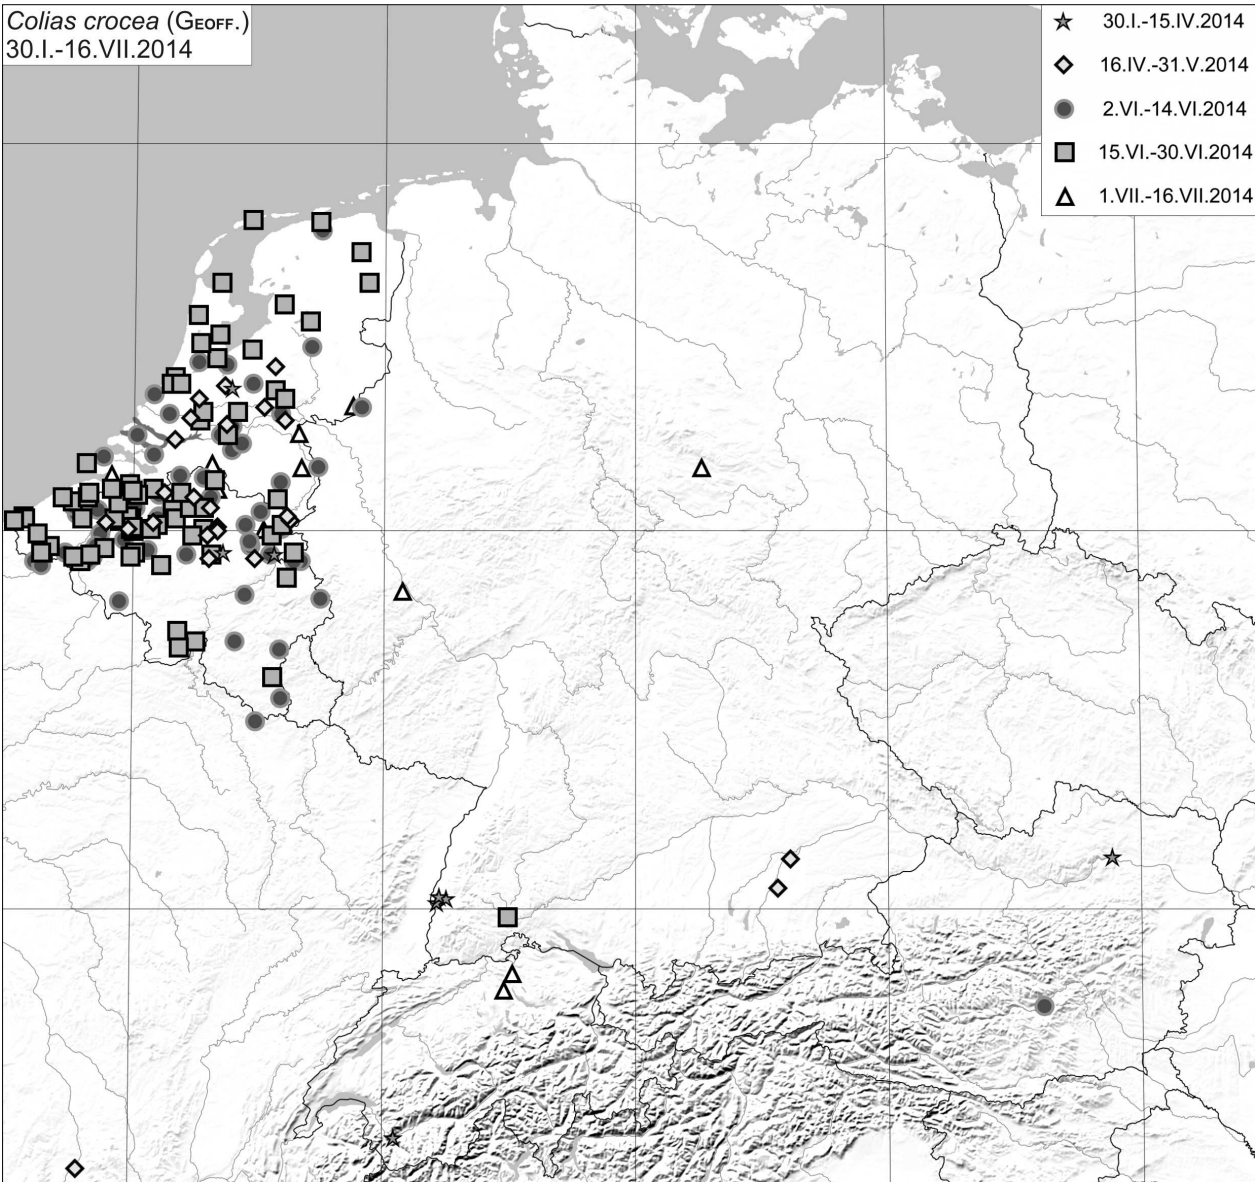 Colias crocea (GEOFF.)
30.I.-16.VII.2014
30.I.-15.IV.2014
16.IV.-31.V.2014
2.VI.-14.VI.2014
15.VI.-30.VI.2014
1.VII.-16.VII.2014